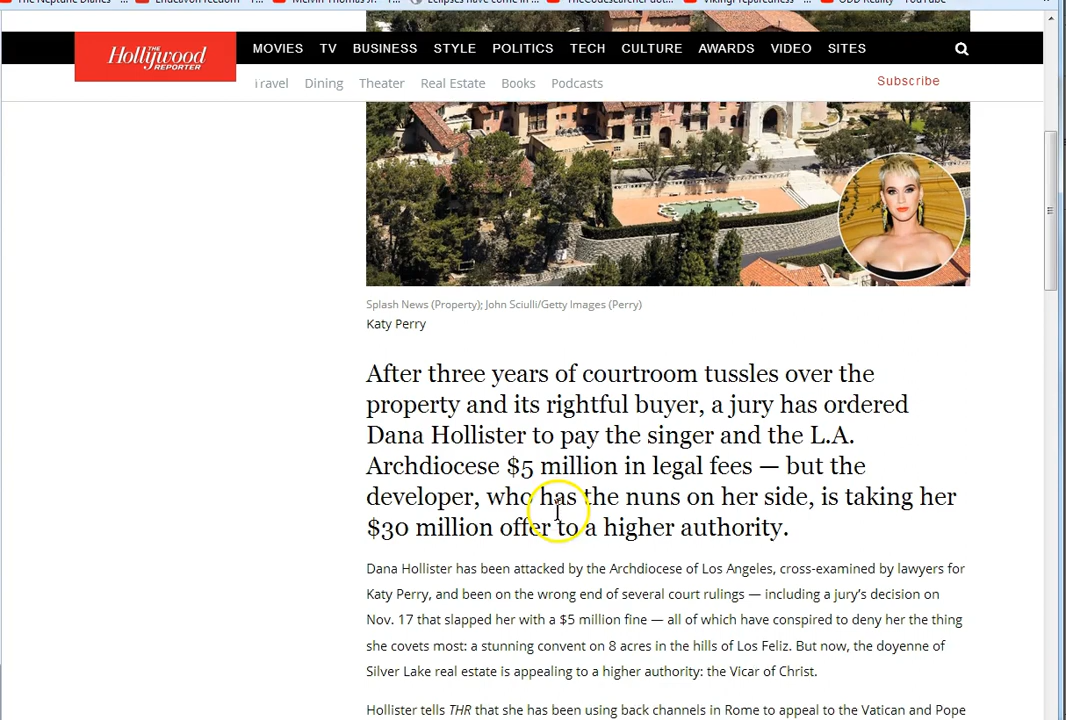 The Neptune Diaries - ...
Endeavor Freedom - ...
Melvin Thomas Jr. - ...
Eclipses have come in ...
TheCodesearcher dot...
VikingPreparedness ...
ODD Reality - YouTube
THE
Hollywood
REPORTER
MOVIES TV BUSINESS STYLE POLITICS TECH CULTURE AWARDS VIDEO SITES
Travel Dining Theater Real Estate Books Podcasts
Subscribe
Splash News (Property); John Sciulli/Getty Images (Perry)
Katy Perry
After three years of courtroom tussles over the
property and its rightful buyer, a jury has ordered
Dana Hollister to pay the singer and the L.A.
Archdiocese $5 million in legal fees — but the
developer, who has the nuns on her side, is taking her
$30 million offer to a higher authority.
Dana Hollister has been attacked by the Archdiocese of Los Angeles, cross-examined by lawyers for
Katy Perry, and been on the wrong end of several court rulings — including a jury's decision on
Nov. 17 that slapped her with a $5 million fine — all of which have conspired to deny her the thing
she covets most: a stunning convent on 8 acres in the hills of Los Feliz. But now, the doyenne of
Silver Lake real estate is appealing to a higher authority: the Vicar of Christ.
Hollister tells THR that she has been using back channels in Rome to appeal to the Vatican and Pope